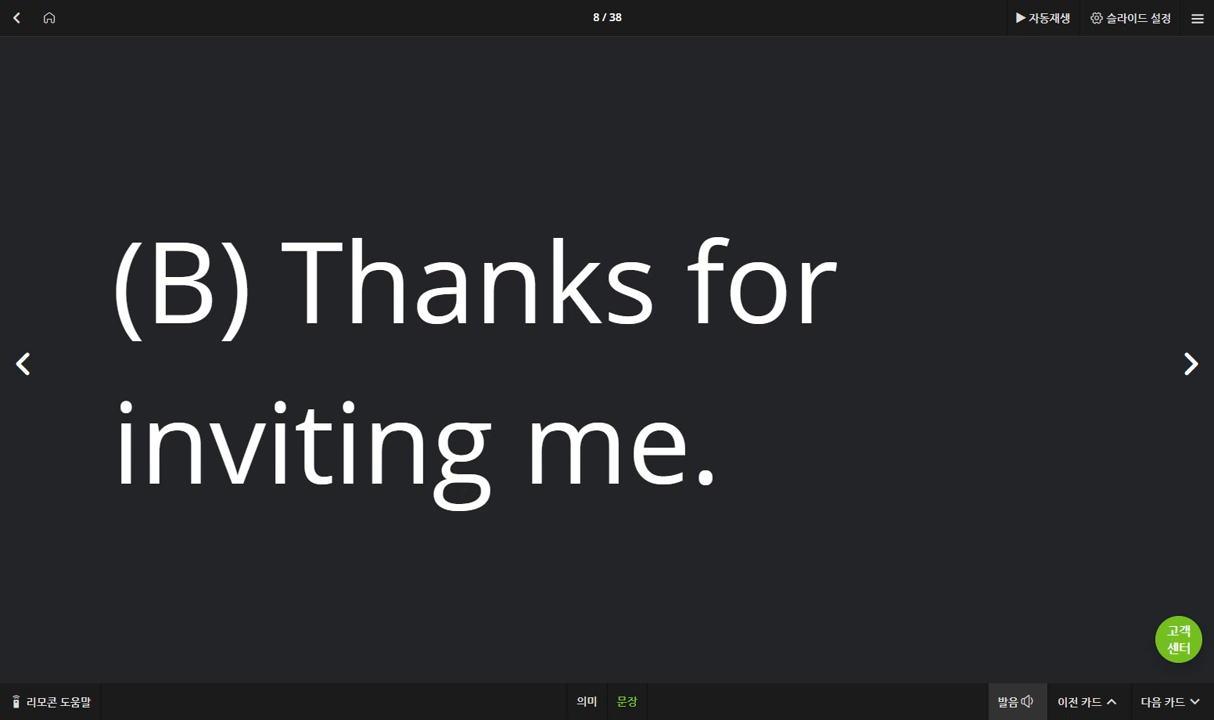 8 / 38
자동재생
슬라이드 설정
(B) Thanks for
inviting me.
고객
센터
리모콘 도움말
의미
문장
발음
이전 카드
다음 카드